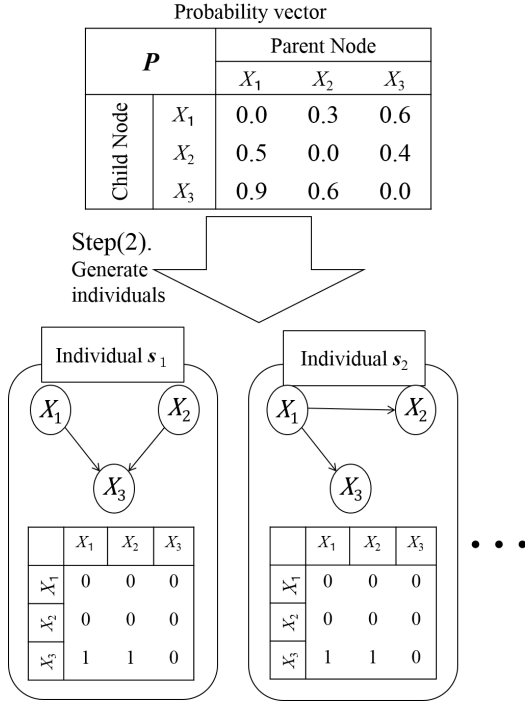 Probability vector
P Parent Node
X1 X2 X3
Child Node
X1 0.0 0.3 0.6
X2 0.5 0.0 0.4
X3 0.9 0.6 0.0
Step(2).
Generate
individuals
Individual s1
X1 X2
X3
X1 X2 X3
X1 0 0 0
X2 0 0 0
X3 1 1 0
Individual s2
X1 X2
X3
X1 X2 X3
X1 0 0 0
X2 0 0 0
X3 1 1 0
• • •